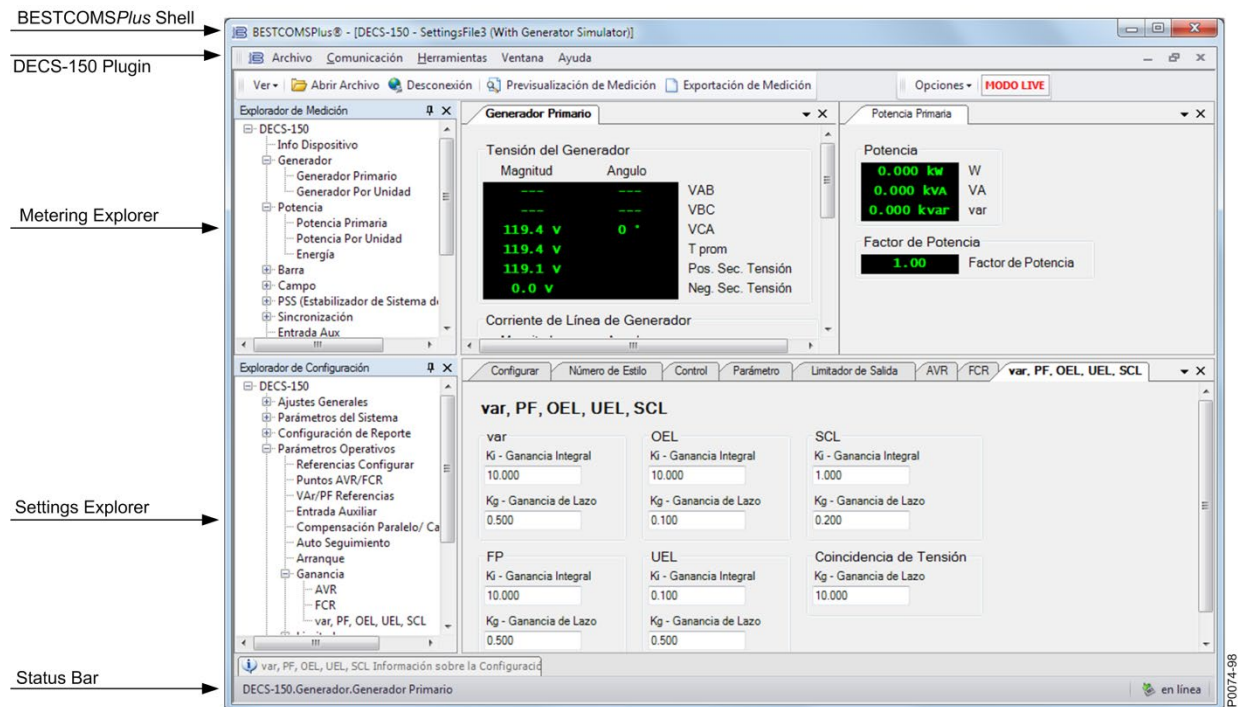 BESTCOMSPlus Shell
DECS-150 Plugin
Metering Explorer
Settings Explorer
Status Bar
BESTCOMSPlus® - [DECS-150 - SettingsFile3 (With Generator Simulator)]
Archivo Comunicación Herramientas Ventana Ayuda
Ver Abrir Archivo Desconexión Previsualización de Medición Exportación de Medición Opciones MODO LIVE
Explorador de Medición
DECS-150
Info Dispositivo
Generador
Generador Primario
Generador Por Unidad
Potencia
Potencia Primaria
Potencia Por Unidad
Energía
Barra
Campo
PSS (Estabilizador de Sistema de
Sincronización
Entrada Aux
Generador Primario
Tensión del Generador
Magnitud Angulo
--- --- VAB
--- --- VBC
119.4 V 0 ° VCA
119.4 V T prom
119.1 V Pos. Sec. Tensión
0.0 V Neg. Sec. Tensión
Corriente de Línea de Generador
Potencia Primaria
Potencia
0.000 kW W
0.000 kVA VA
0.000 kvar var
Factor de Potencia
1.00 Factor de Potencia
Explorador de Configuración
DECS-150
Ajustes Generales
Parámetros del Sistema
Configuración de Reporte
Parámetros Operativos
Referencias Configurar
Puntos AVR/FCR
VAr/PF Referencias
Entrada Auxiliar
Compensación Paralelo/ Ca
Auto Seguimiento
Arranque
Ganancia
AVR
FCR
var, PF, OEL, UEL, SCL
Configurar Número de Estilo Control Parámetro Limitador de Salida AVR FCR var, PF, OEL, UEL, SCL
var, PF, OEL, UEL, SCL
var
Ki - Ganancia Integral
10.000
Kg - Ganancia de Lazo
0.500
OEL
Ki - Ganancia Integral
10.000
Kg - Ganancia de Lazo
0.100
SCL
Ki - Ganancia Integral
1.000
Kg - Ganancia de Lazo
0.200
FP
Ki - Ganancia Integral
10.000
Kg - Ganancia de Lazo
0.500
UEL
Ki - Ganancia Integral
0.100
Kg - Ganancia de Lazo
0.500
Coincidencia de Tensión
Kg - Ganancia de Lazo
10.000
var, PF, OEL, UEL, SCL Información sobre la Configuració
DECS-150.Generador.Generador Primario
en línea
P0074-98